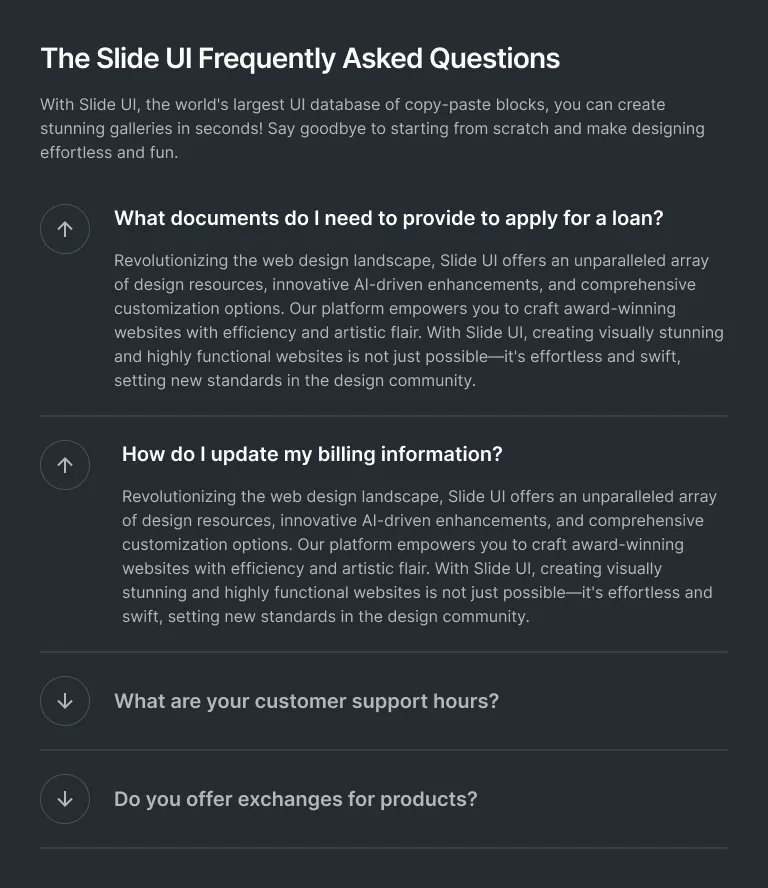 The Slide UI Frequently Asked Questions
With Slide UI, the world's largest UI database of copy-paste blocks, you can create
stunning galleries in seconds! Say goodbye to starting from scratch and make designing
effortless and fun.
What documents do I need to provide to apply for a loan?
Revolutionizing the web design landscape, Slide UI offers an unparalleled array
of design resources, innovative AI-driven enhancements, and comprehensive
customization options. Our platform empowers you to craft award-winning
websites with efficiency and artistic flair. With Slide UI, creating visually stunning
and highly functional websites is not just possible—it's effortless and swift,
setting new standards in the design community.
How do I update my billing information?
Revolutionizing the web design landscape, Slide UI offers an unparalleled array
of design resources, innovative AI-driven enhancements, and comprehensive
customization options. Our platform empowers you to craft award-winning
websites with efficiency and artistic flair. With Slide UI, creating visually
stunning and highly functional websites is not just possible—it's effortless and
swift, setting new standards in the design community.
What are your customer support hours?
Do you offer exchanges for products?